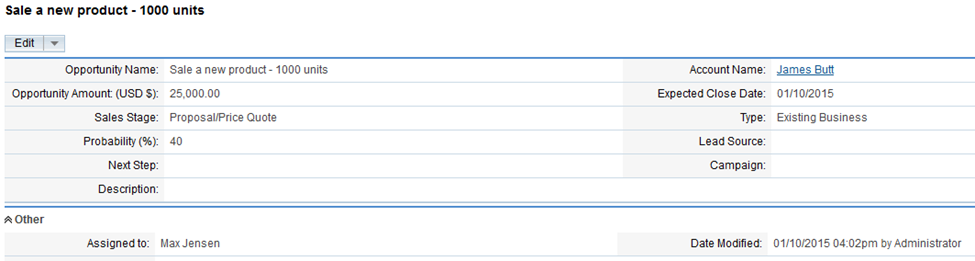 Sale a new product - 1000 units
Edit
Opportunity Name: Sale a new product - 1000 units Account Name: James Butt
Opportunity Amount: (USD $): 25,000.00 Expected Close Date: 01/10/2015
Sales Stage: Proposal/Price Quote Type: Existing Business
Probability (%): 40 Lead Source:
Next Step: Campaign:
Description:
Other
Assigned to: Max Jensen Date Modified: 01/10/2015 04:02pm by Administrator